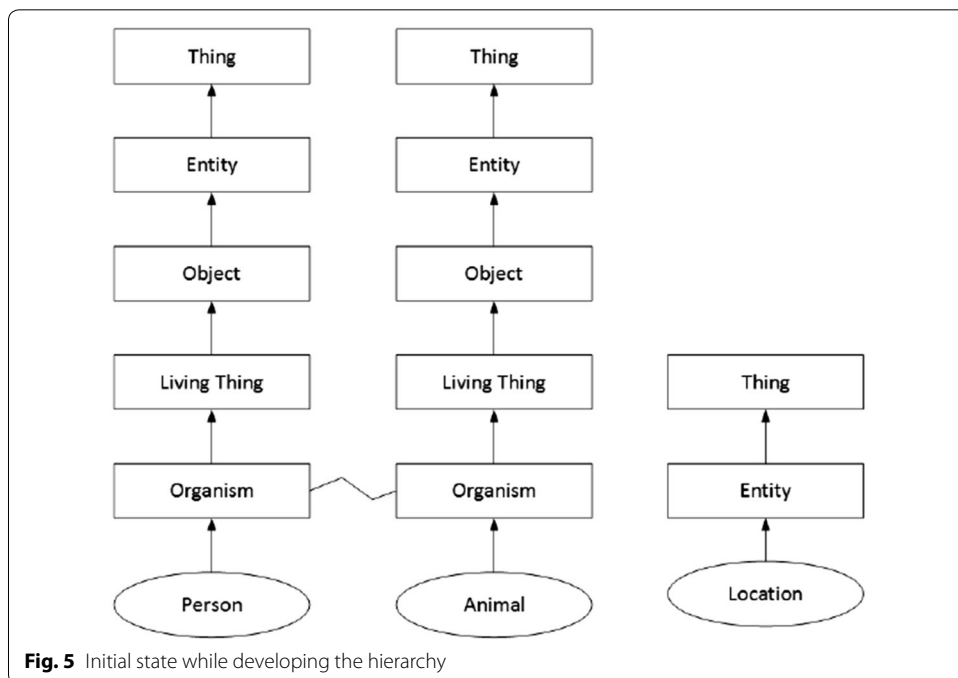 Thing Thing
Entity Entity
Object Object
Living Thing Living Thing Thing
Organism Organism Entity
Person Animal Location
Fig. 5 Initial state while developing the hierarchy